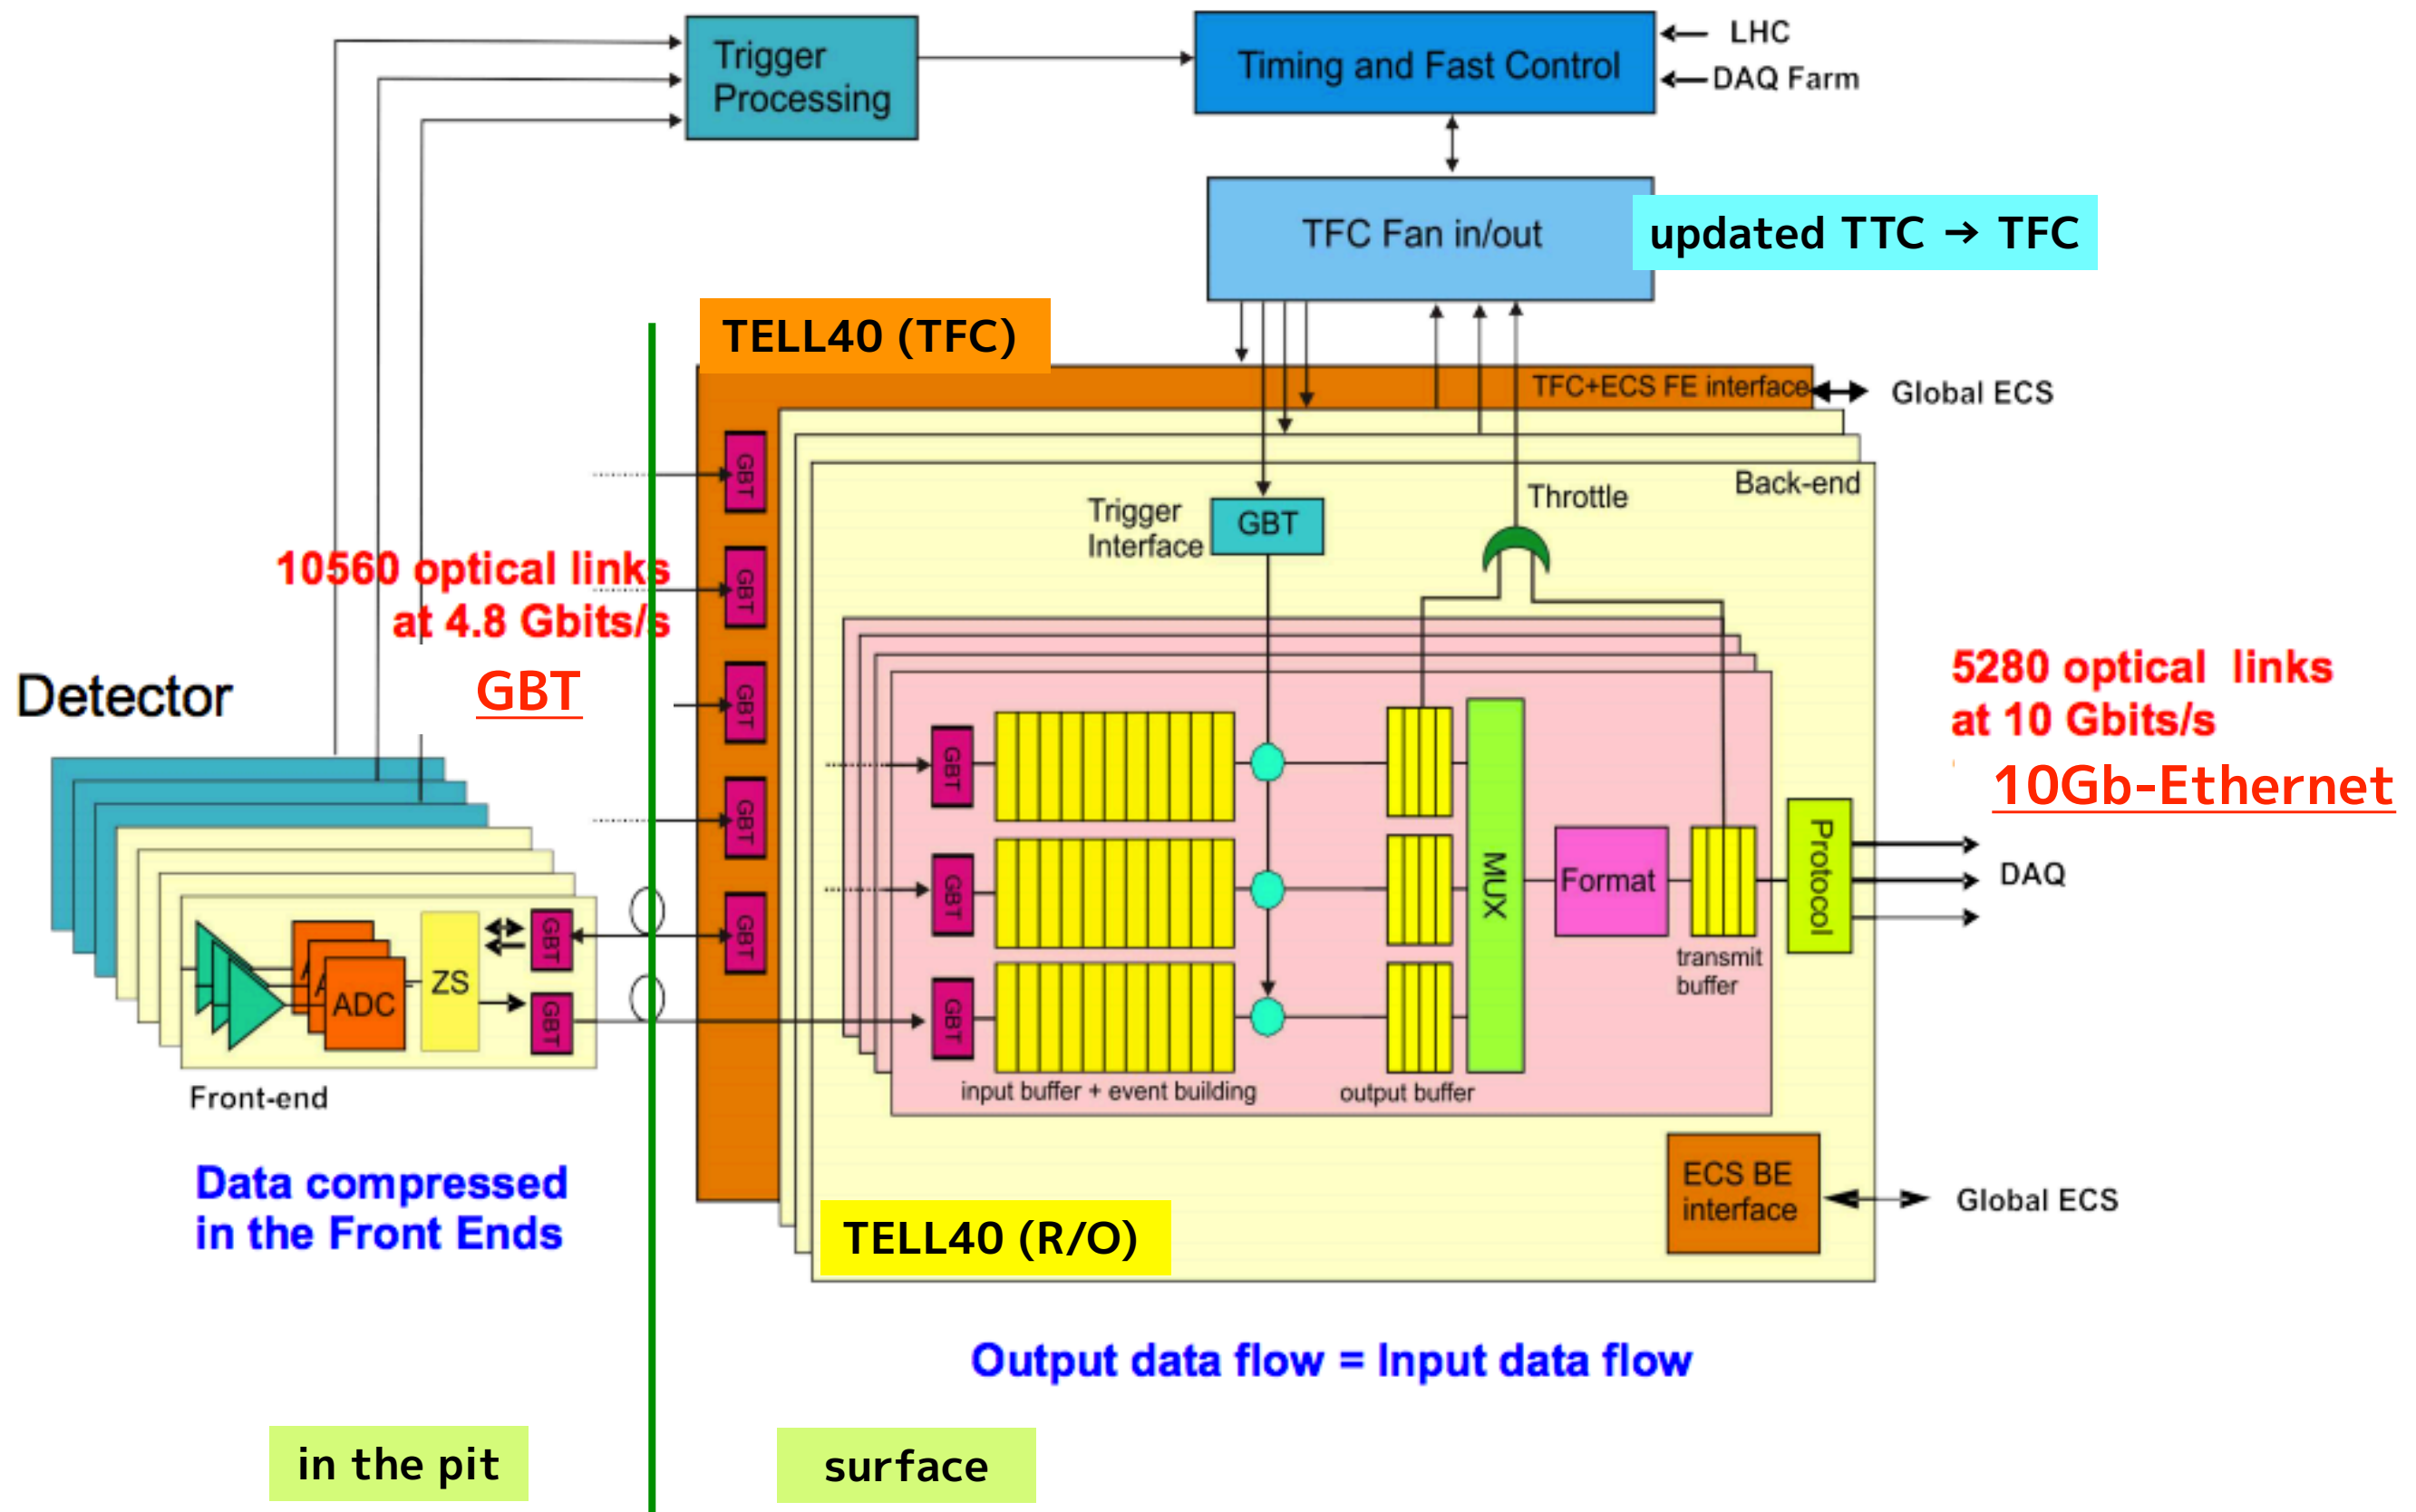 Trigger
Processing
Timing and Fast Control
LHC
DAQ Farm
TFC Fan in/out
updated TTC → TFC
TELL40 (TFC)
TFC+ECS FE interface
Global ECS
Back-end
Trigger
Interface
GBT
Throttle
GBT
GBT
GBT
GBT
GBT
10560 optical links
at 4.8 Gbits/s
GBT
Detector
5280 optical links
at 10 Gbits/s
10Gb-Ethernet
GBT
GBT
GBT
MUX
Format
Protocol
DAQ
transmit
buffer
input buffer + event building
output buffer
A
A
ADC
ZS
GBT
GBT
Front-end
Data compressed
in the Front Ends
ECS BE
interface
Global ECS
TELL40 (R/O)
Output data flow = Input data flow
in the pit
surface